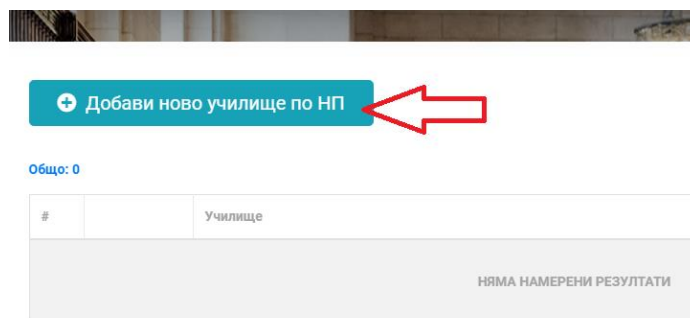 Добави ново училище по НП
Общо: 0
# Училище
НЯМА НАМЕРЕНИ РЕЗУЛТАТИ